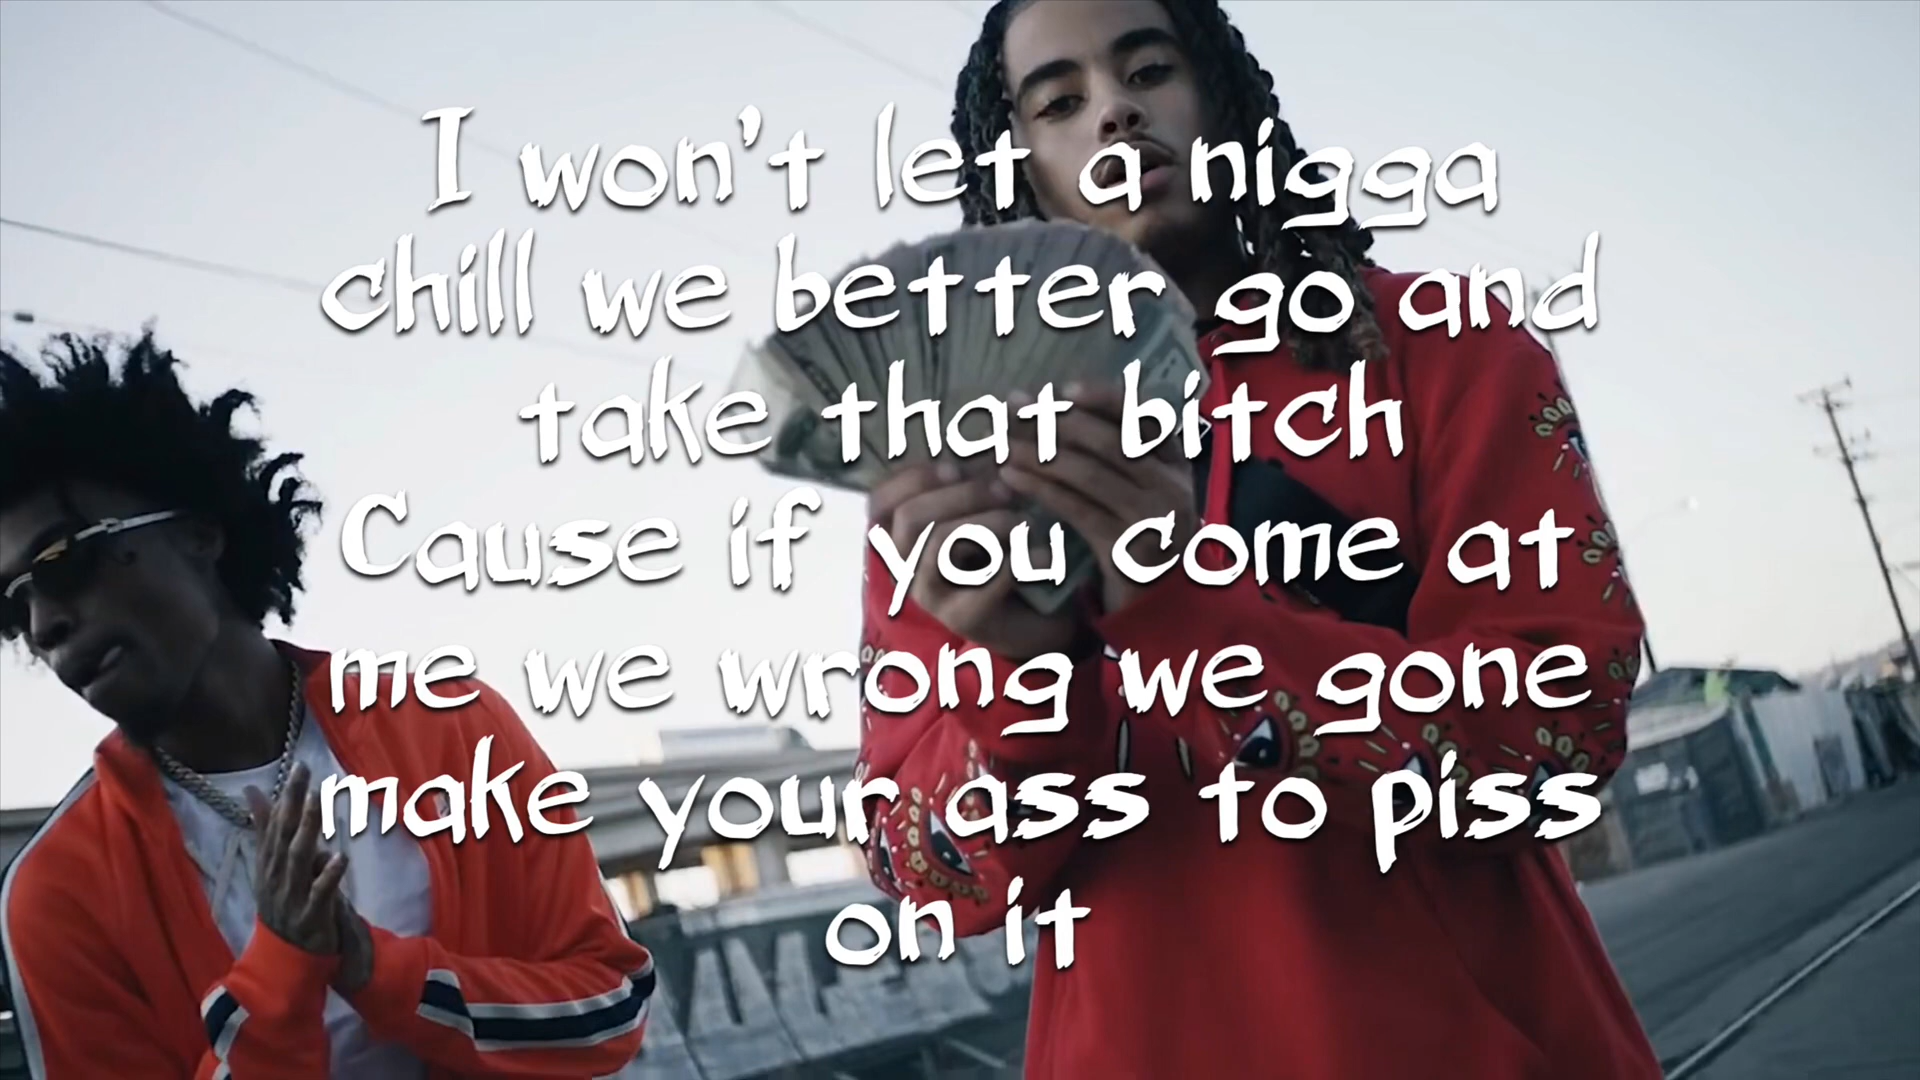 I won't let a nigga
chill we better go and
take that bitch
Cause if you come at
me we wrong we gone
make your ass to piss
on it